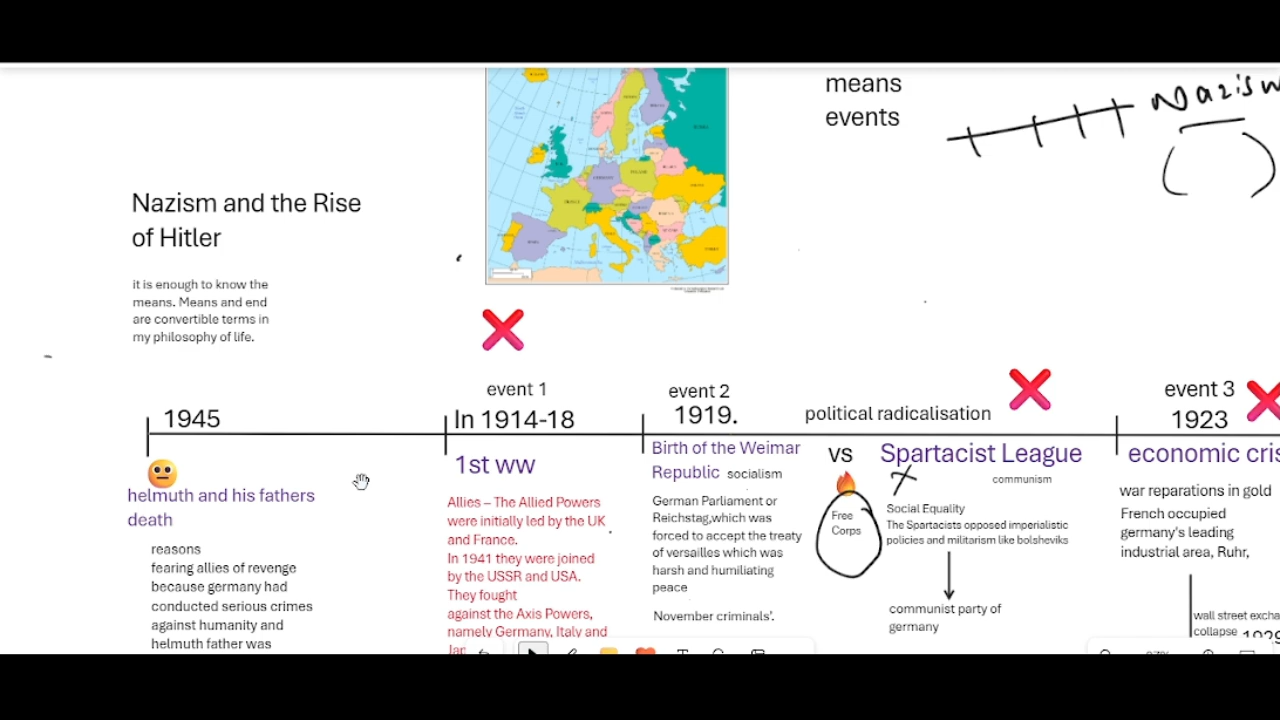 means
events
Nazism
Nazism and the Rise
of Hitler
it is enough to know the
means. Means and end
are convertible terms in
my philosophy of life.
event 1
event 2
event 3
1945
In 1914-18
1919.
political radicalisation
1923
helmuth and his fathers
death
reasons
fearing allies of revenge
because germany had
conducted serious crimes
against humanity and
helmuth father was
1st ww
Allies – The Allied Powers
were initially led by the UK
and France.
In 1941 they were joined
by the USSR and USA.
They fought
against the Axis Powers,
namely Germany, Italy and
Birth of the Weimar
Republic socialism
German Parliament or
Reichstag,which was
forced to accept the treaty
of versailles which was
harsh and humiliating
peace
November criminals'.
vs
Free
Corps
Spartacist League
communism
Social Equality
The Spartacists opposed imperialistic
policies and militarism like bolsheviks
communist party of
germany
economic cris
war reparations in gold
French occupied
germany's leading
industrial area, Ruhr,
wall street excha
collapse 1929